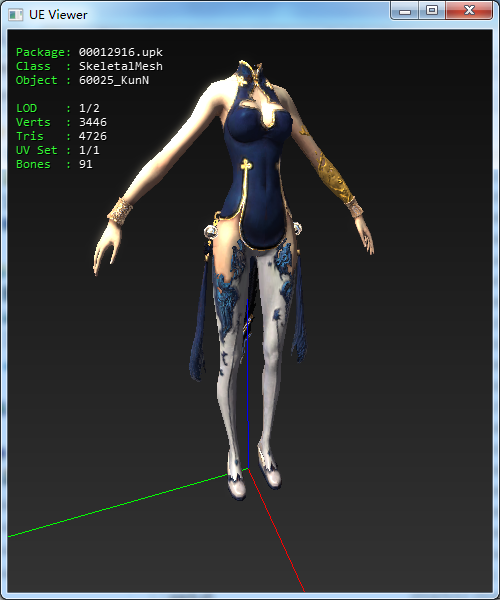 UE Viewer
Package: 00012916.upk
Class  : SkeletalMesh
Object : 60025_KunN
LOD    : 1/2
Verts  : 3446
Tris   : 4726
UV Set : 1/1
Bones  : 91